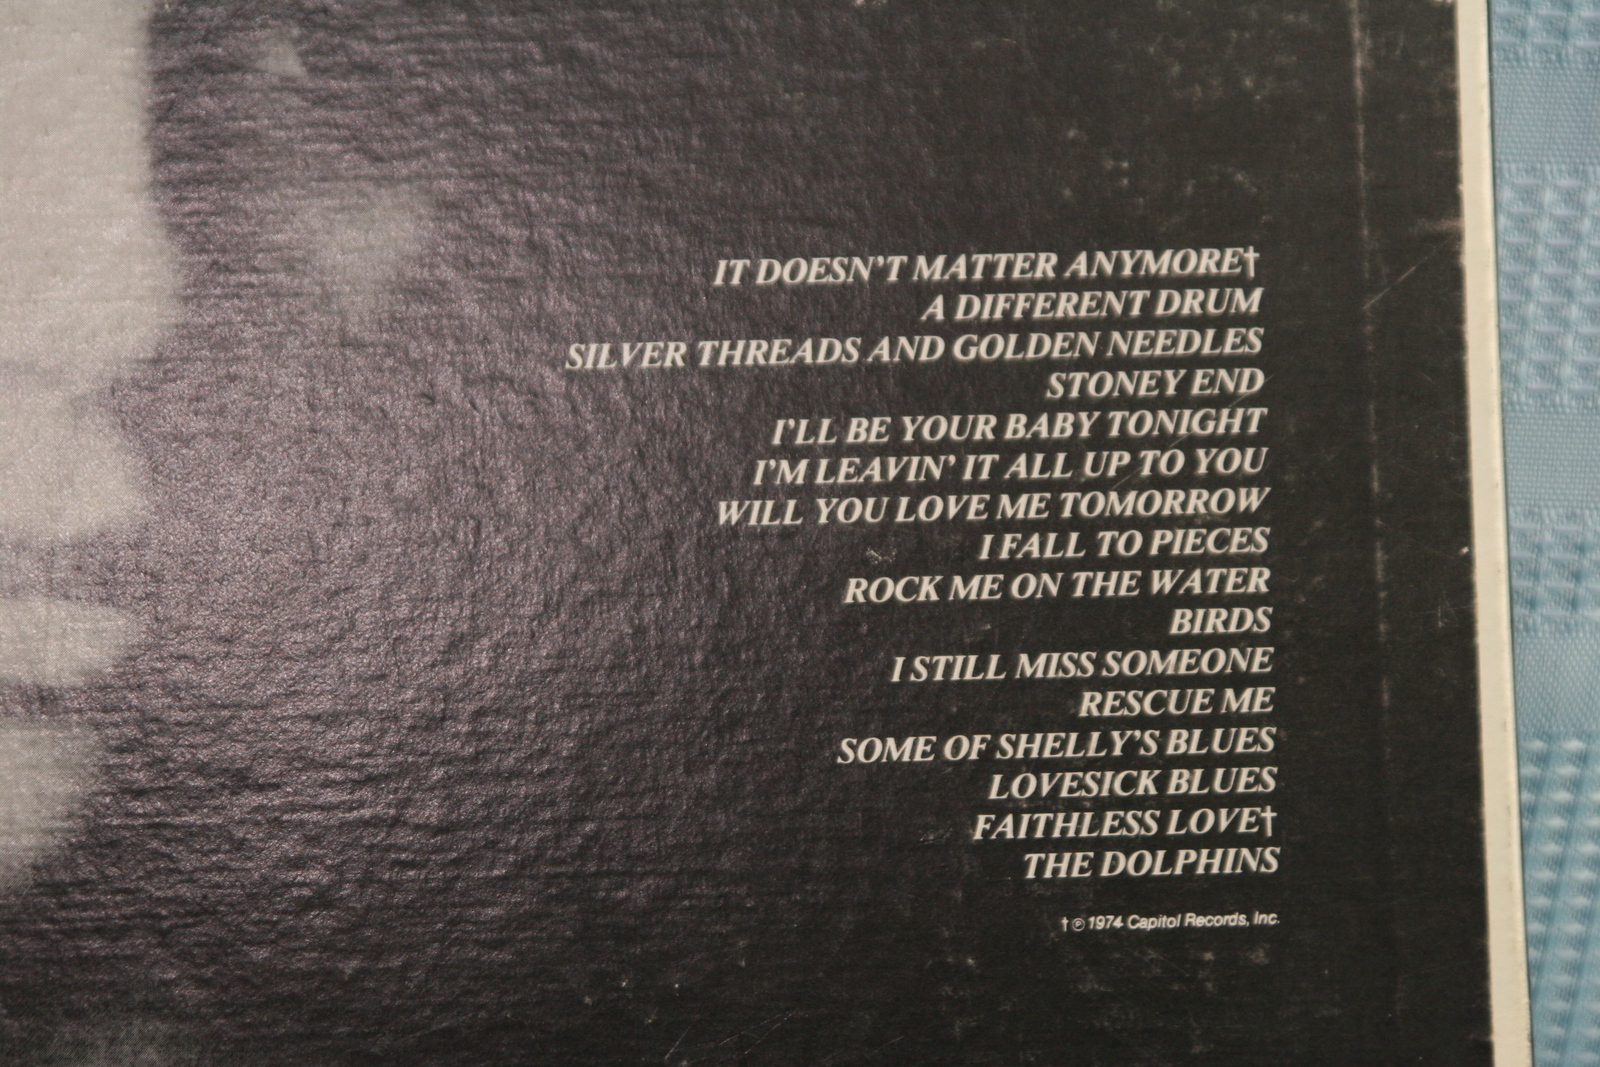 IT DOESN'T MATTER ANYMORE†
A DIFFERENT DRUM
SILVER THREADS AND GOLDEN NEEDLES
STONEY END
I'LL BE YOUR BABY TONIGHT
I'M LEAVIN' IT ALL UP TO YOU
WILL YOU LOVE ME TOMORROW
I FALL TO PIECES
ROCK ME ON THE WATER
BIRDS
I STILL MISS SOMEONE
RESCUE ME
SOME OF SHELLY'S BLUES
LOVESICK BLUES
FAITHLESS LOVE†
THE DOLPHINS
† ℗ 1974 Capitol Records, Inc.